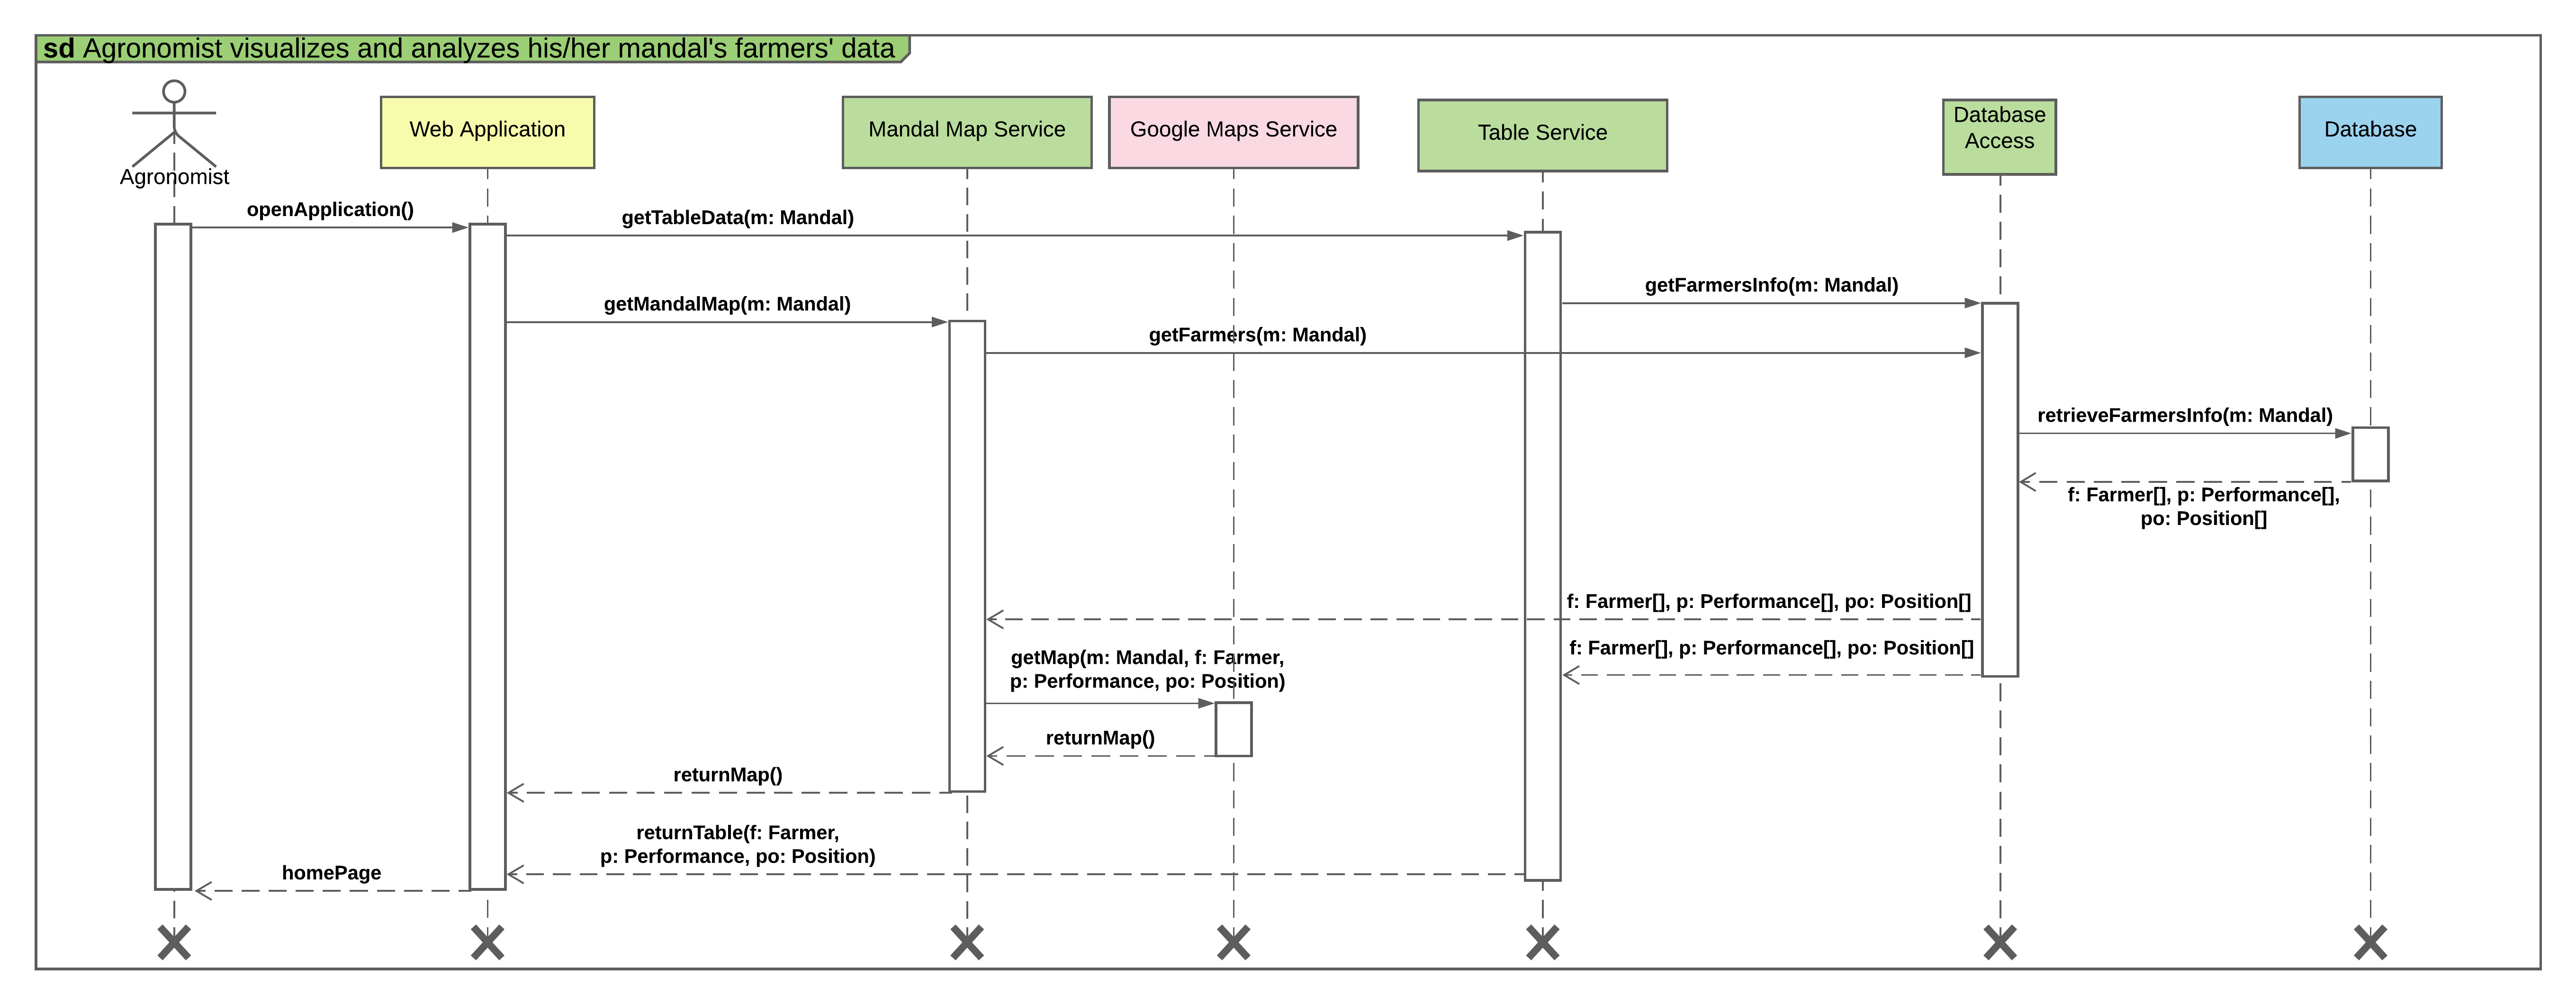 sd Agronomist visualizes and analyzes his/her mandal's farmers' data
Agronomist
Web Application
Mandal Map Service
Google Maps Service
Table Service
Database
Access
Database
openApplication()
getTableData(m: Mandal)
getFarmersInfo(m: Mandal)
getMandalMap(m: Mandal)
getFarmers(m: Mandal)
retrieveFarmersInfo(m: Mandal)
f: Farmer[], p: Performance[],
po: Position[]
f: Farmer[], p: Performance[], po: Position[]
f: Farmer[], p: Performance[], po: Position[]
getMap(m: Mandal, f: Farmer,
p: Performance, po: Position)
returnMap()
returnMap()
returnTable(f: Farmer,
p: Performance, po: Position)
homePage